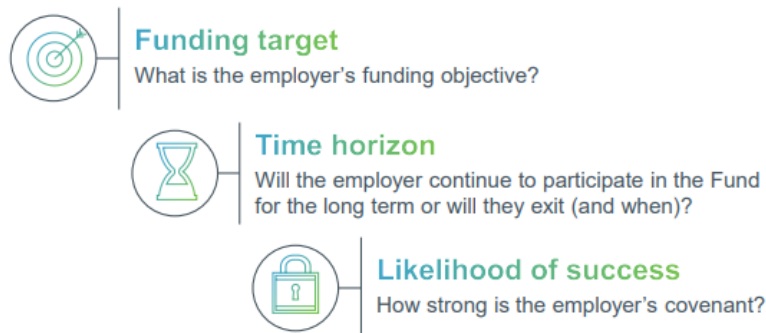 Funding target
What is the employer's funding objective?
Time horizon
Will the employer continue to participate in the Fund
for the long term or will they exit (and when)?
Likelihood of success
How strong is the employer's covenant?